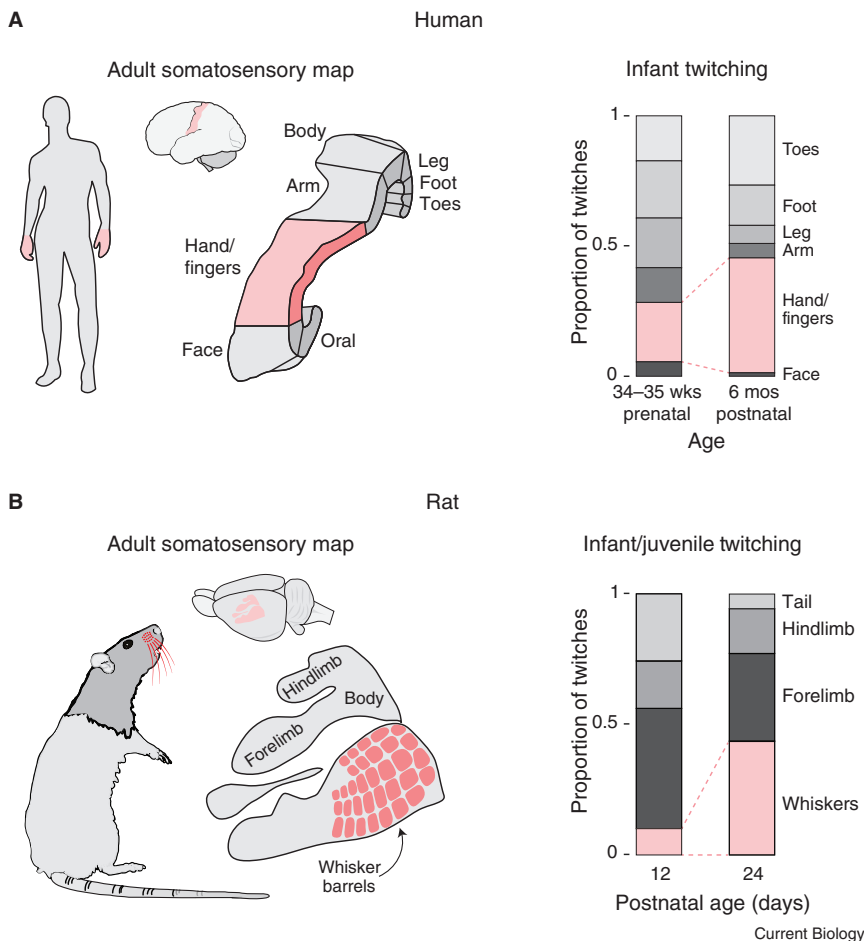 A
Human
Adult somatosensory map
Body
Leg
Foot
Toes
Arm
Hand/
fingers
Face
Oral
Infant twitching
Proportion of twitches
1
0.5
0
Toes
Foot
Leg
Arm
Hand/
fingers
Face
34–35 wks
prenatal
6 mos
postnatal
Age
B
Rat
Adult somatosensory map
Hindlimb
Body
Forelimb
Whisker
barrels
Infant/juvenile twitching
Proportion of twitches
1
0.5
0
Tail
Hindlimb
Forelimb
Whiskers
12
24
Postnatal age (days)
Current Biology